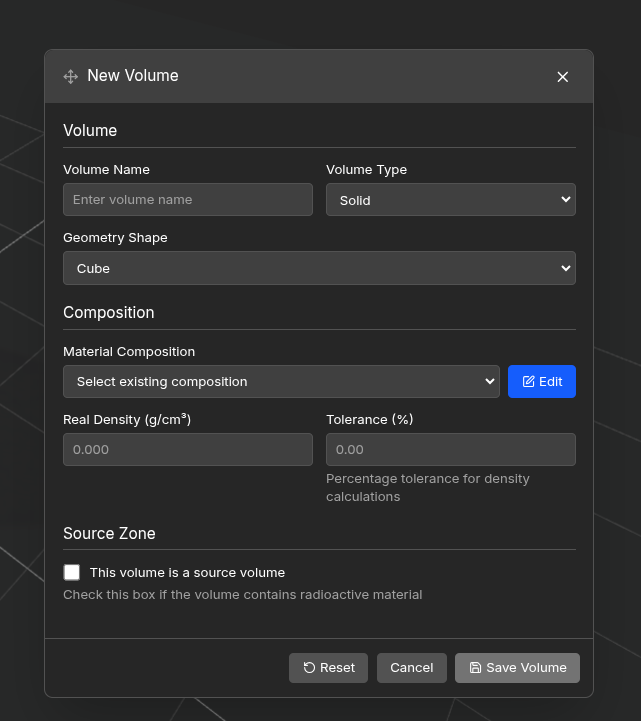 New Volume
Volume
Volume Name
Volume Type
Enter volume name
Solid
Geometry Shape
Cube
Composition
Material Composition
Select existing composition
Edit
Real Density (g/cm³)
Tolerance (%)
0.000
0.00
Percentage tolerance for density
calculations
Source Zone
This volume is a source volume
Check this box if the volume contains radioactive material
Reset
Cancel
Save Volume